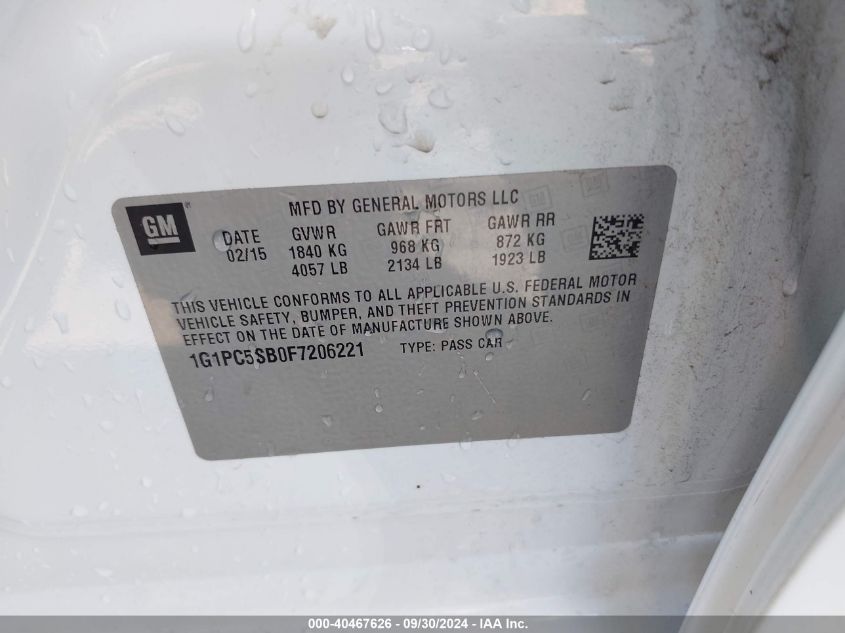 GM
MFD BY GENERAL MOTORS LLC
DATE GVWR GAWR FRT GAWR RR
02/15 1840 KG 968 KG 872 KG
4057 LB 2134 LB 1923 LB
THIS VEHICLE CONFORMS TO ALL APPLICABLE U.S. FEDERAL MOTOR
VEHICLE SAFETY, BUMPER, AND THEFT PREVENTION STANDARDS IN
EFFECT ON THE DATE OF MANUFACTURE SHOWN ABOVE.
1G1PC5SB0F7206221 TYPE: PASS CAR
000-40467626 - 09/30/2024 - IAA Inc.